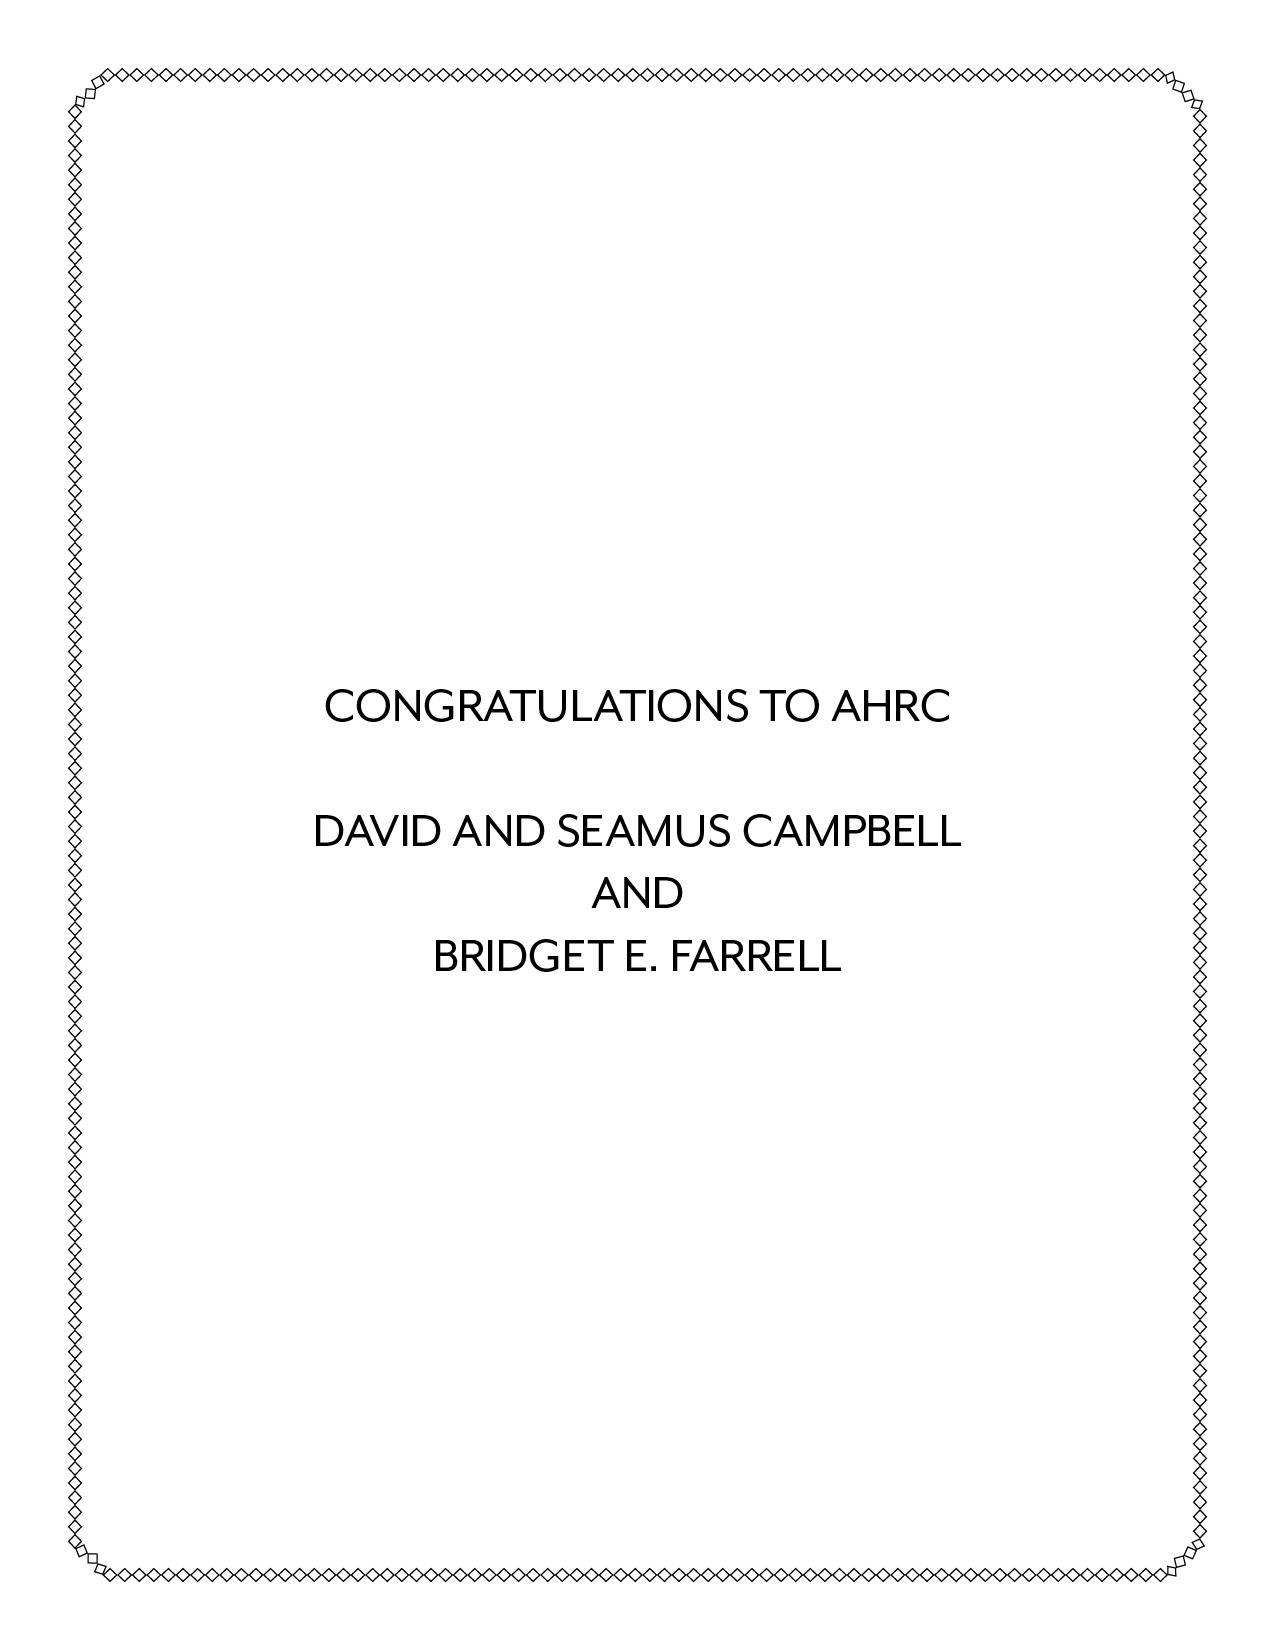 CONGRATULATIONS TO AHRC
DAVID AND SEAMUS CAMPBELL
AND
BRIDGET E. FARRELL